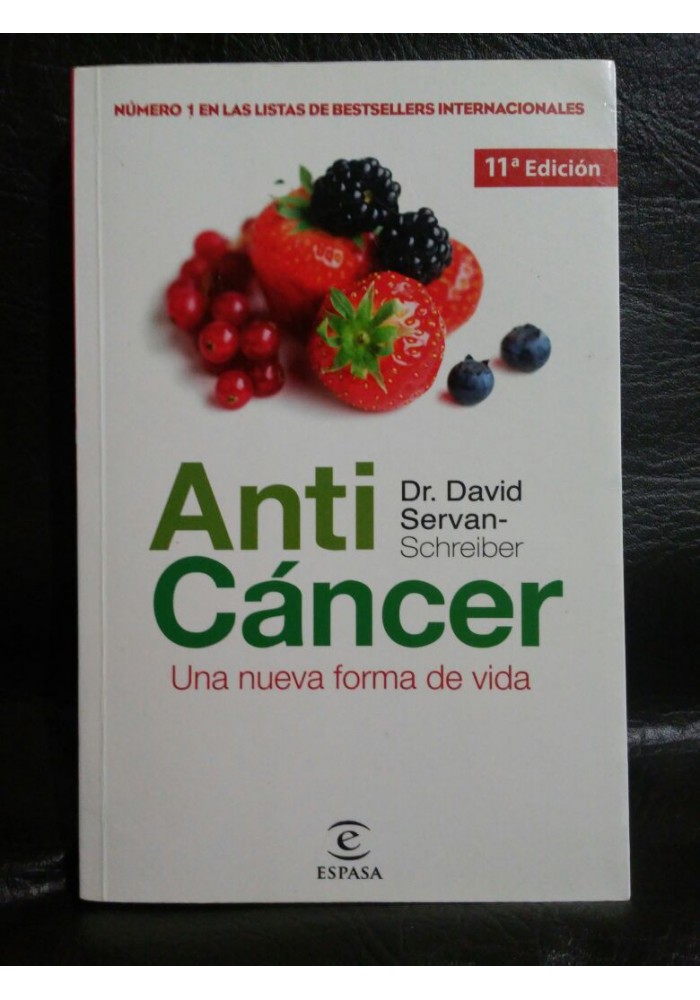 NÚMERO 1 EN LAS LISTAS DE BESTSELLERS INTERNACIONALES
11ª Edición
Anti
Dr. David
Servan-
Schreiber
Cáncer
Una nueva forma de vida
e
ESPASA